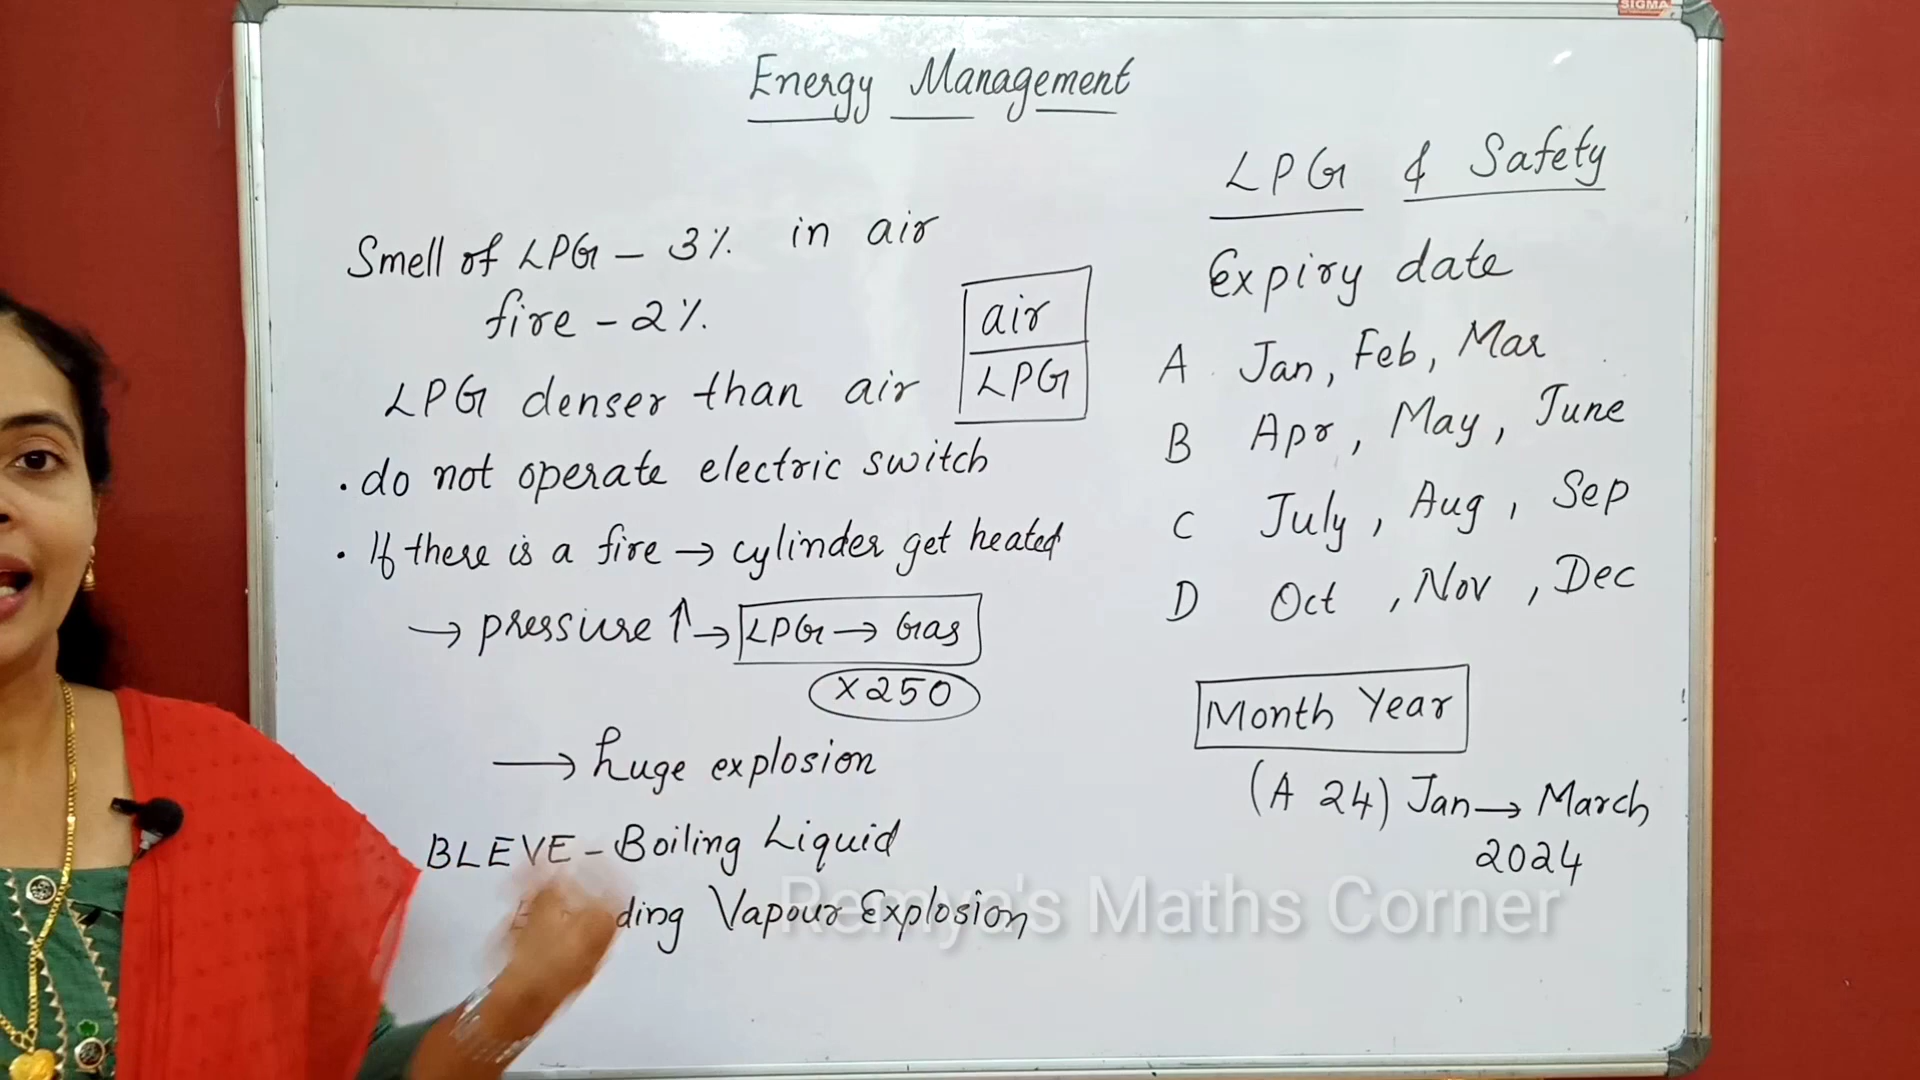 SIGMA
Energy Management
Smell of LPG - 3% in air
fire - 2%
air
LPG
LPG denser than air
. do not operate electric switch
. If there is a fire → cylinder get heated
→ pressure ↑ → LPG → Gas
×250
→ huge explosion
BLEVE - Boiling Liquid
ding Vapour Explosion
LPG & Safety
Expiry date
A Jan, Feb, Mar
B Apr, May, June
C July, Aug, Sep
D Oct, Nov, Dec
Month Year
(A 24) Jan → March
2024
Remya's Maths Corner